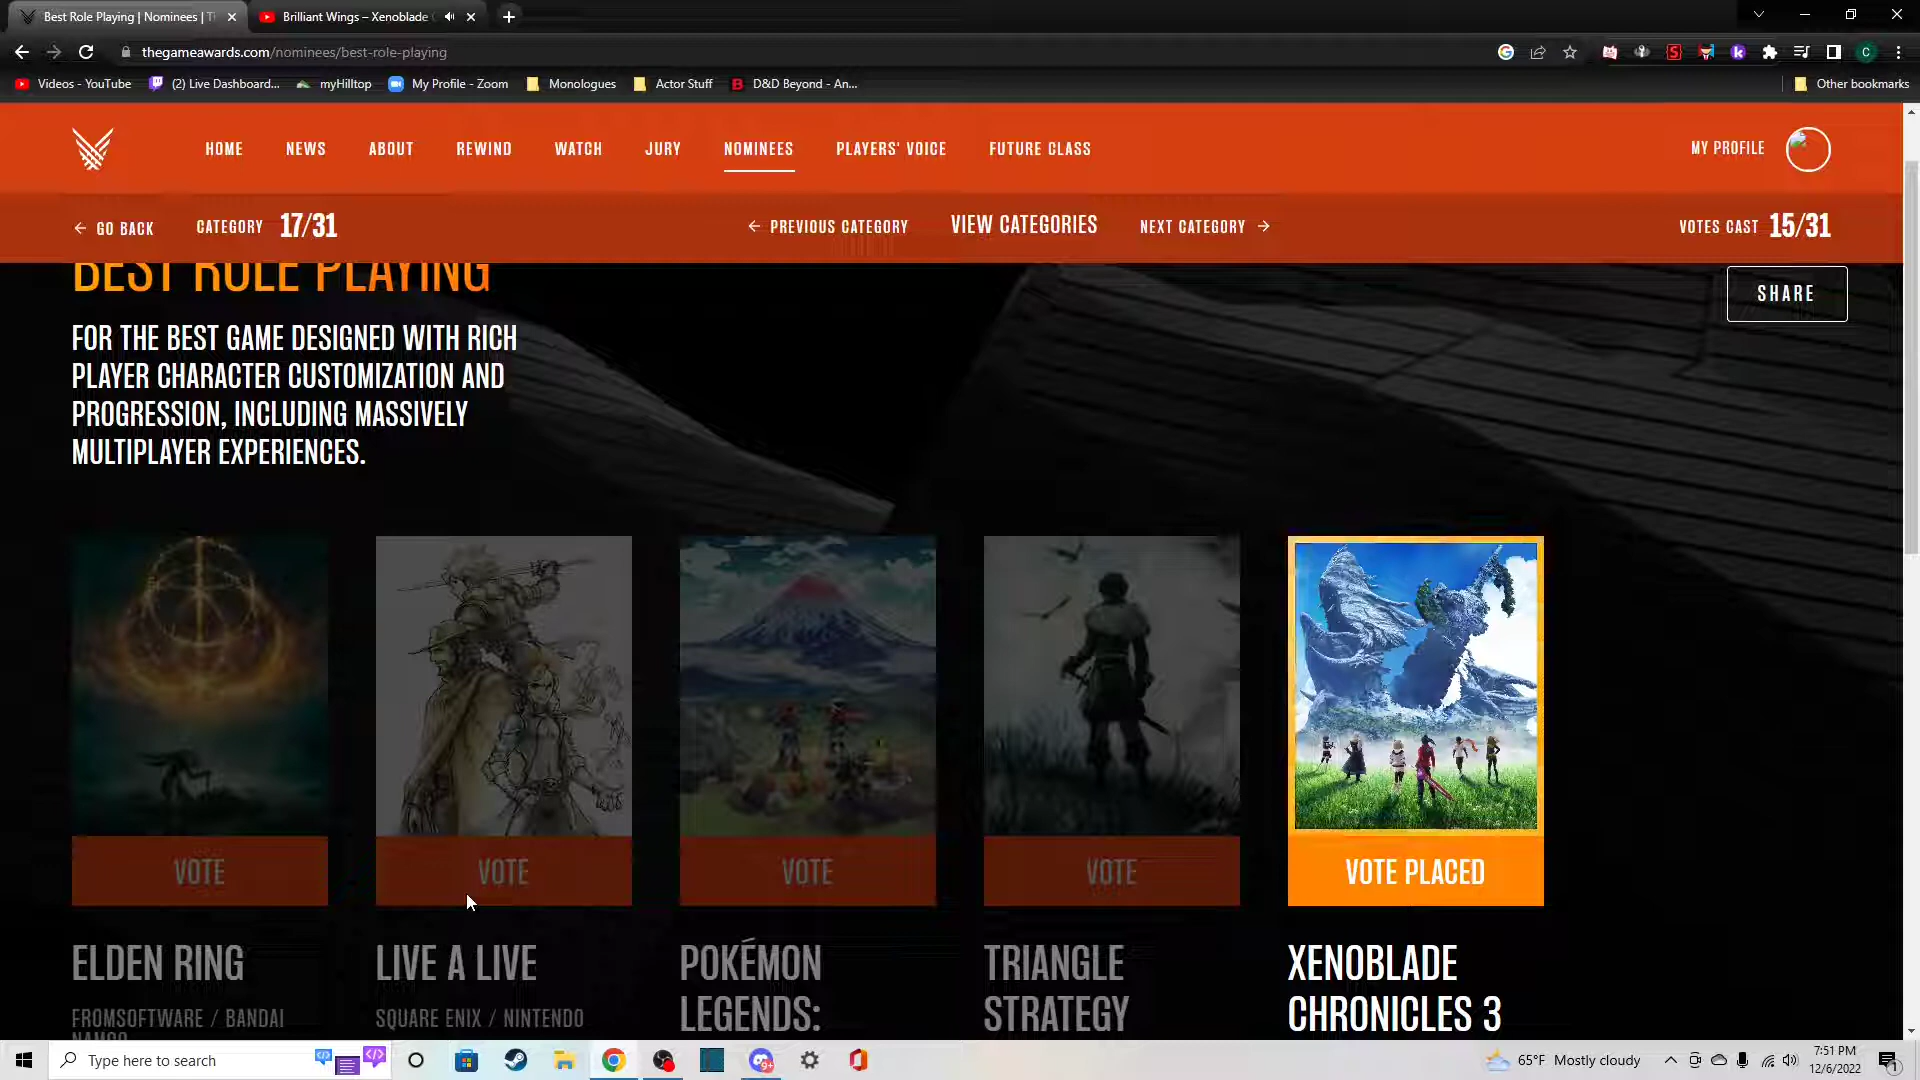 Best Role Playing | Nominees | T
Brilliant Wings – Xenoblade
thegameawards.com/nominees/best-role-playing
Videos - YouTube
(2) Live Dashboard...
myHilltop
My Profile - Zoom
Monologues
Actor Stuff
D&D Beyond - An...
Other bookmarks
HOME
NEWS
ABOUT
REWIND
WATCH
JURY
NOMINEES
PLAYERS' VOICE
FUTURE CLASS
MY PROFILE
← GO BACK
CATEGORY 17/31
← PREVIOUS CATEGORY
VIEW CATEGORIES
NEXT CATEGORY →
VOTES CAST 15/31
BEST ROLE PLAYING
SHARE
FOR THE BEST GAME DESIGNED WITH RICH
PLAYER CHARACTER CUSTOMIZATION AND
PROGRESSION, INCLUDING MASSIVELY
MULTIPLAYER EXPERIENCES.
VOTE
VOTE
VOTE
VOTE
VOTE PLACED
ELDEN RING
FROMSOFTWARE / BANDAI
NAMCO
LIVE A LIVE
SQUARE ENIX / NINTENDO
POKÉMON
LEGENDS:
TRIANGLE
STRATEGY
XENOBLADE
CHRONICLES 3
Type here to search
9+
65°F Mostly cloudy
7:51 PM
12/6/2022
1